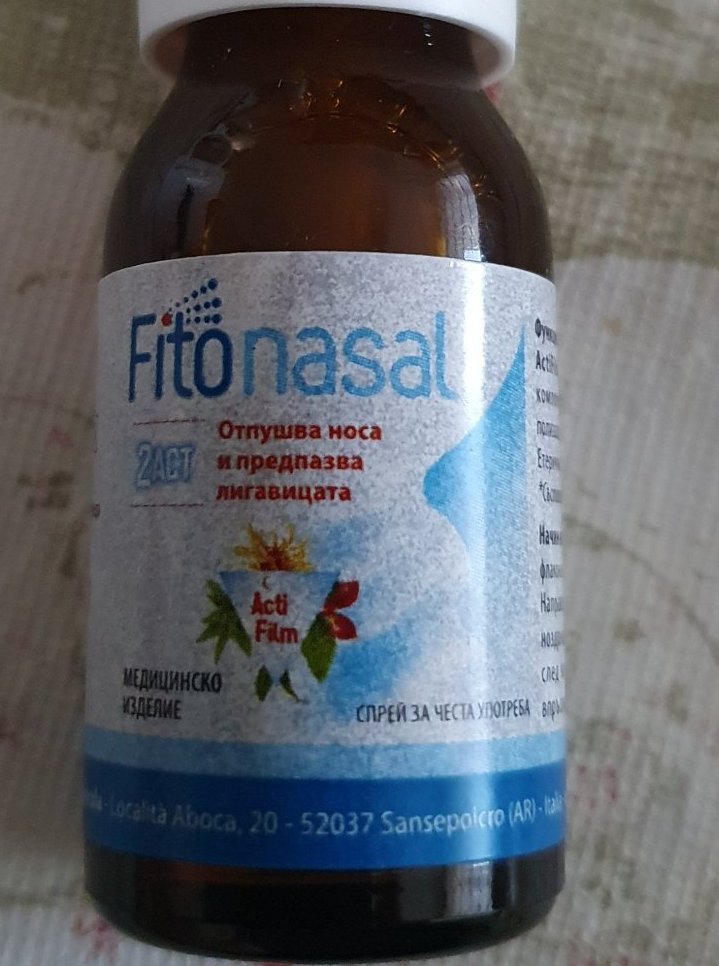 Fitonasal
2ACT
Отпушва носа
и предпазва
лигавицата
Acti
Film
МЕДИЦИНСКО
ИЗДЕЛИЕ
СПРЕЙ ЗА ЧЕСТА УПОТРЕБА
Località Aboca, 20 - 52037 Sansepolcro (AR) - Italia